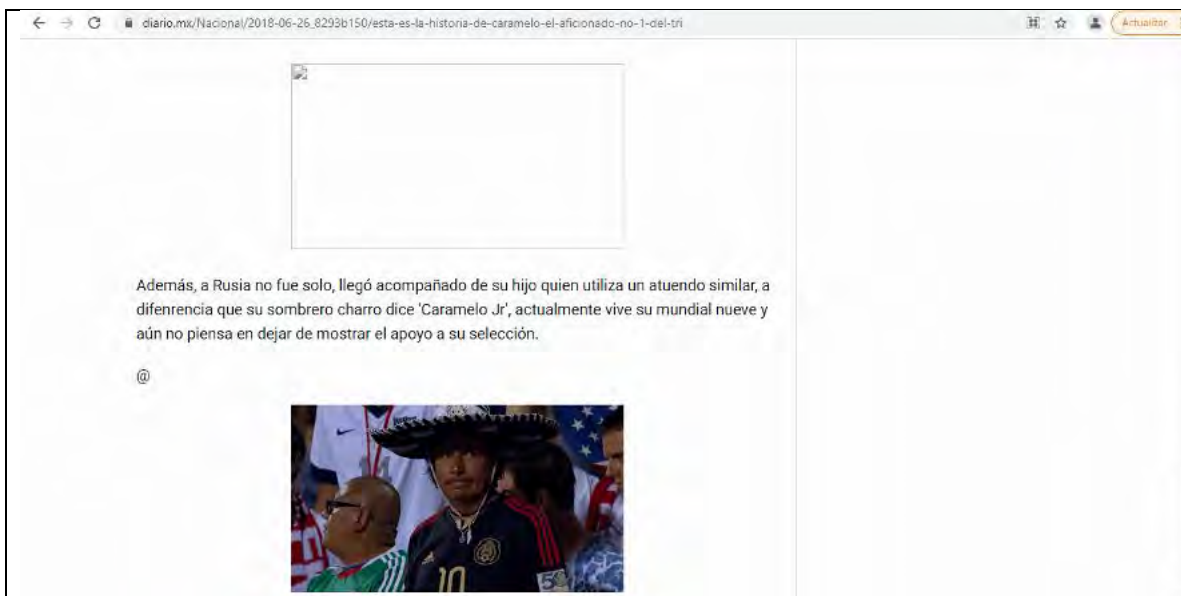 diario.mx/Nacional/2018-06-26_8293b150/esta-es-la-historia-de-caramelo-el-aficionado-no-1-del-tri
Actualizar
Además, a Rusia no fue solo, llegó acompañado de su hijo quien utiliza un atuendo similar, a
difenrencia que su sombrero charro dice 'Caramelo Jr', actualmente vive su mundial nueve y
aún no piensa en dejar de mostrar el apoyo a su selección.
@
10